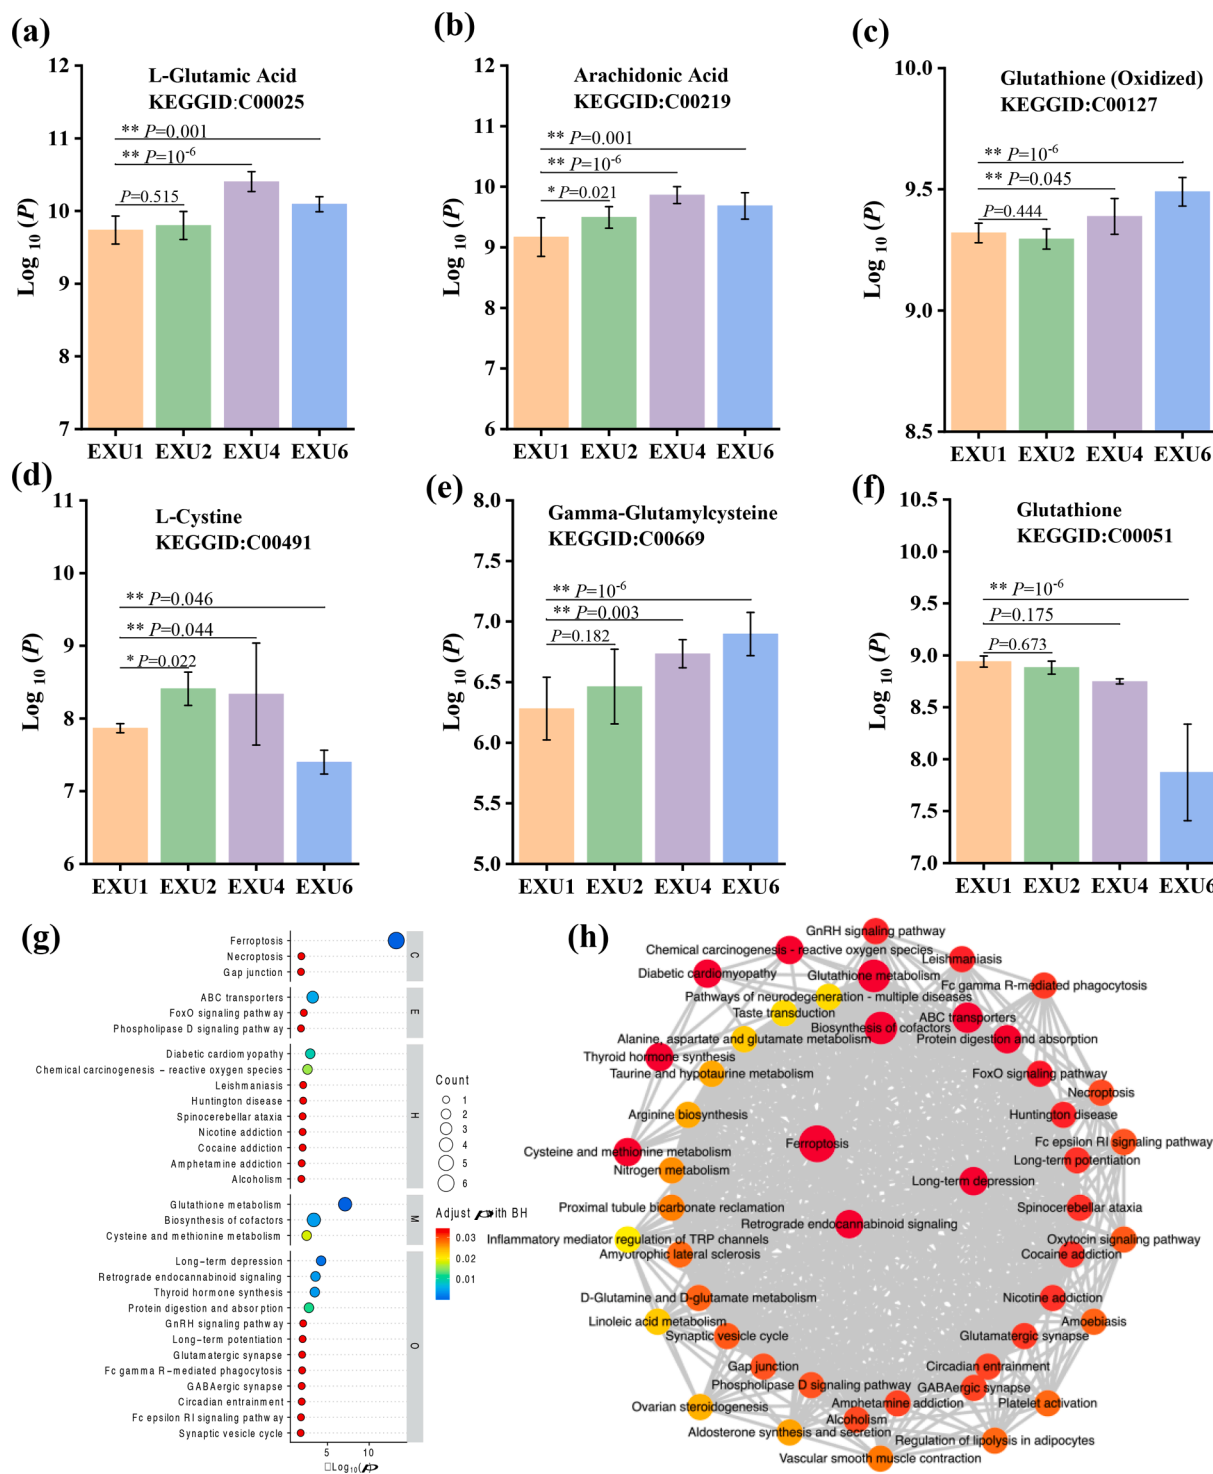 (a)
L-Glutamic Acid
KEGGID:C00025
** P=0.001
** P=10-6
P=0.515
Log 10 (P)
12
11
10
9
8
7
EXU1 EXU2 EXU4 EXU6
(b)
Arachidonic Acid
KEGGID:C00219
** P=0.001
** P=10-6
* P=0.021
Log 10 (P)
12
11
10
9
8
7
6
EXU1 EXU2 EXU4 EXU6
(c)
Glutathione (Oxidized)
KEGGID:C00127
** P=10-6
** P=0.045
P=0.444
Log 10 (P)
10.0
9.5
9.0
8.5
EXU1 EXU2 EXU4 EXU6
(d)
L-Cystine
KEGGID:C00491
** P=0.046
** P=0.044
* P=0.022
Log 10 (P)
11
10
9
8
7
6
EXU1 EXU2 EXU4 EXU6
(e)
Gamma-Glutamylcysteine
KEGGID:C00669
** P=10-6
** P=0.003
P=0.182
Log 10 (P)
8.0
7.5
7.0
6.5
6.0
5.5
5.0
EXU1 EXU2 EXU4 EXU6
(f)
Glutathione
KEGGID:C00051
** P=10-6
P=0.175
P=0.673
Log 10 (P)
10.5
10.0
9.5
9.0
8.5
8.0
7.5
7.0
EXU1 EXU2 EXU4 EXU6
(g)
Ferroptosis
Necroptosis
Gap junction
C
ABC transporters
FoxO signaling pathway
Phospholipase D signaling pathway
E
Diabetic cardiomyopathy
Chemical carcinogenesis – reactive oxygen species
Leishmaniasis
Huntington disease
Spinocerebellar ataxia
Nicotine addiction
Cocaine addiction
Amphetamine addiction
Alcoholism
H
Glutathione metabolism
Biosynthesis of cofactors
Cysteine and methionine metabolism
M
Long–term depression
Retrograde endocannabinoid signaling
Thyroid hormone synthesis
Protein digestion and absorption
GnRH signaling pathway
Long–term potentiation
Glutamatergic synapse
Fc gamma R–mediated phagocytosis
GABAergic synapse
Circadian entrainment
Fc epsilon RI signaling pathway
Synaptic vesicle cycle
O
5 10
□Log10(p)
Count
1
2
3
4
5
6
Adjust p with BH
0.03
0.02
0.01
(h)
GnRH signaling pathway
Chemical carcinogenesis - reactive oxygen species
Leishmaniasis
Diabetic cardiomyopathy
Glutathione metabolism
Fc gamma R-mediated phagocytosis
Pathways of neurodegeneration - multiple diseases
Taste transduction
ABC transporters
Biosynthesis of cofactors
Alanine, aspartate and glutamate metabolism
Protein digestion and absorption
Thyroid hormone synthesis
Taurine and hypotaurine metabolism
FoxO signaling pathway
Necroptosis
Arginine biosynthesis
Huntington disease
Ferroptosis
Fc epsilon RI signaling pathway
Cysteine and methionine metabolism
Long-term potentiation
Nitrogen metabolism
Long-term depression
Proximal tubule bicarbonate reclamation
Spinocerebellar ataxia
Retrograde endocannabinoid signaling
Inflammatory mediator regulation of TRP channels
Oxytocin signaling pathway
Amyotrophic lateral sclerosis
Cocaine addiction
D-Glutamine and D-glutamate metabolism
Nicotine addiction
Linoleic acid metabolism
Amoebiasis
Synaptic vesicle cycle
Glutamatergic synapse
Gap junction
Circadian entrainment
Phospholipase D signaling pathway
GABAergic synapse
Ovarian steroidogenesis
Amphetamine addiction
Platelet activation
Alcoholism
Aldosterone synthesis and secretion
Regulation of lipolysis in adipocytes
Vascular smooth muscle contraction